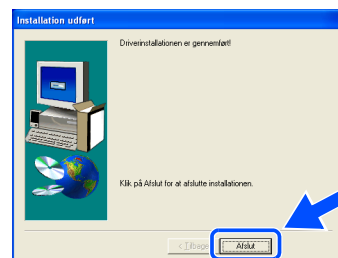 Installation udført
Driverinstallationen er gennemført!
Klik på Afslut for at afslutte installationen.
< Tilbage
Afslut